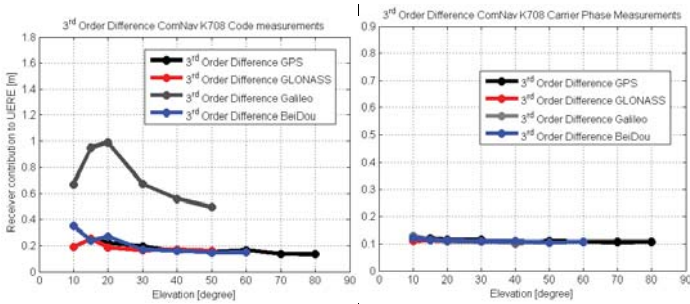 3rd Order Difference ComNav K708 Code measurements
Receiver contribution to UERE [m]
1.8
1.6
1.4
1.2
1
0.8
0.6
0.4
0.2
0
3rd Order Difference GPS
3rd Order Difference GLONASS
3rd Order Difference Galileo
3rd Order Difference BeiDou
0 10 20 30 40 50 60 70 80 90
Elevation [degree]
3rd Order Difference ComNav K708 Carrier Phase Measurements
0.9
0.8
0.7
0.6
0.5
0.4
0.3
0.2
0.1
0
3rd Order Difference GPS
3rd Order Difference GLONASS
3rd Order Difference Galileo
3rd Order Difference BeiDou
0 10 20 30 40 50 60 70 80 90
Elevation [degree]